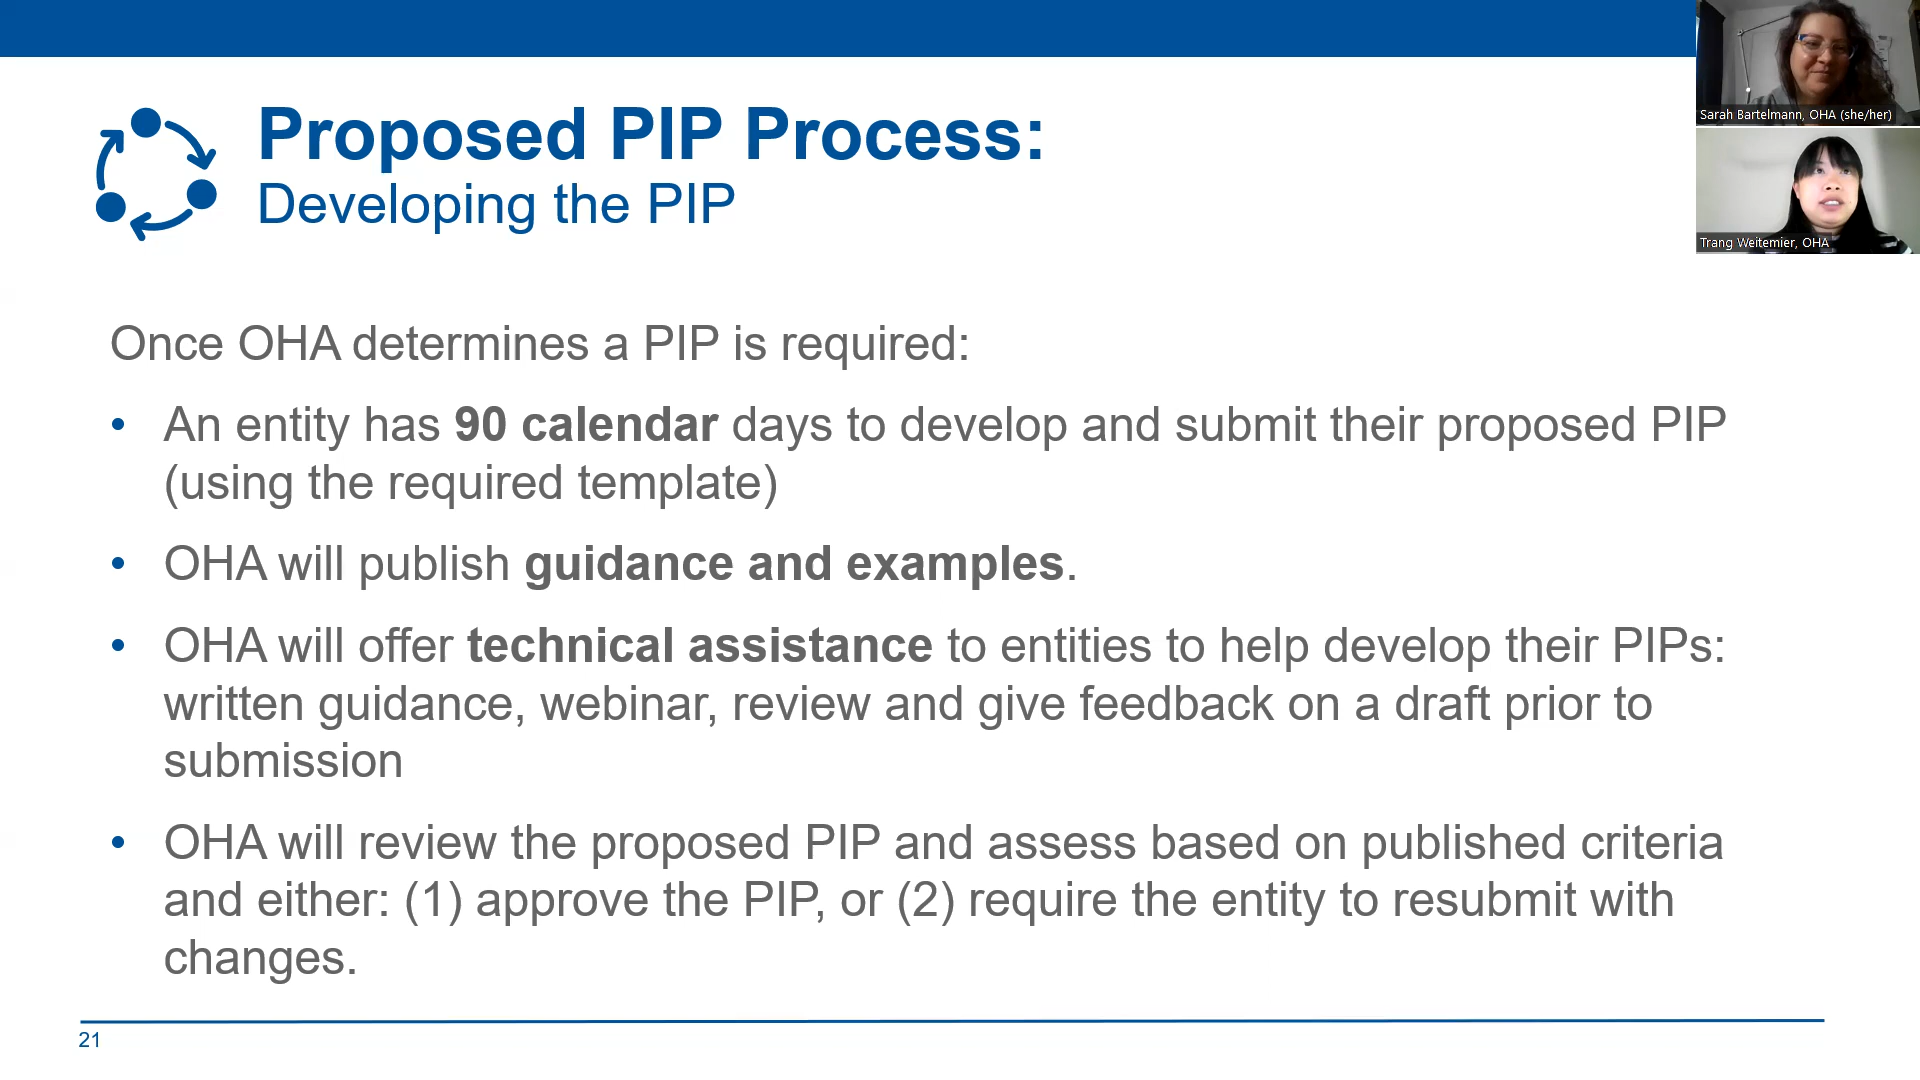 Proposed PIP Process:
Developing the PIP
Sarah Bartelmann, OHA (she/her)
Trang Weitemier, OHA
Once OHA determines a PIP is required:
• An entity has 90 calendar days to develop and submit their proposed PIP
(using the required template)
• OHA will publish guidance and examples.
• OHA will offer technical assistance to entities to help develop their PIPs:
written guidance, webinar, review and give feedback on a draft prior to
submission
• OHA will review the proposed PIP and assess based on published criteria
and either: (1) approve the PIP, or (2) require the entity to resubmit with
changes.
21